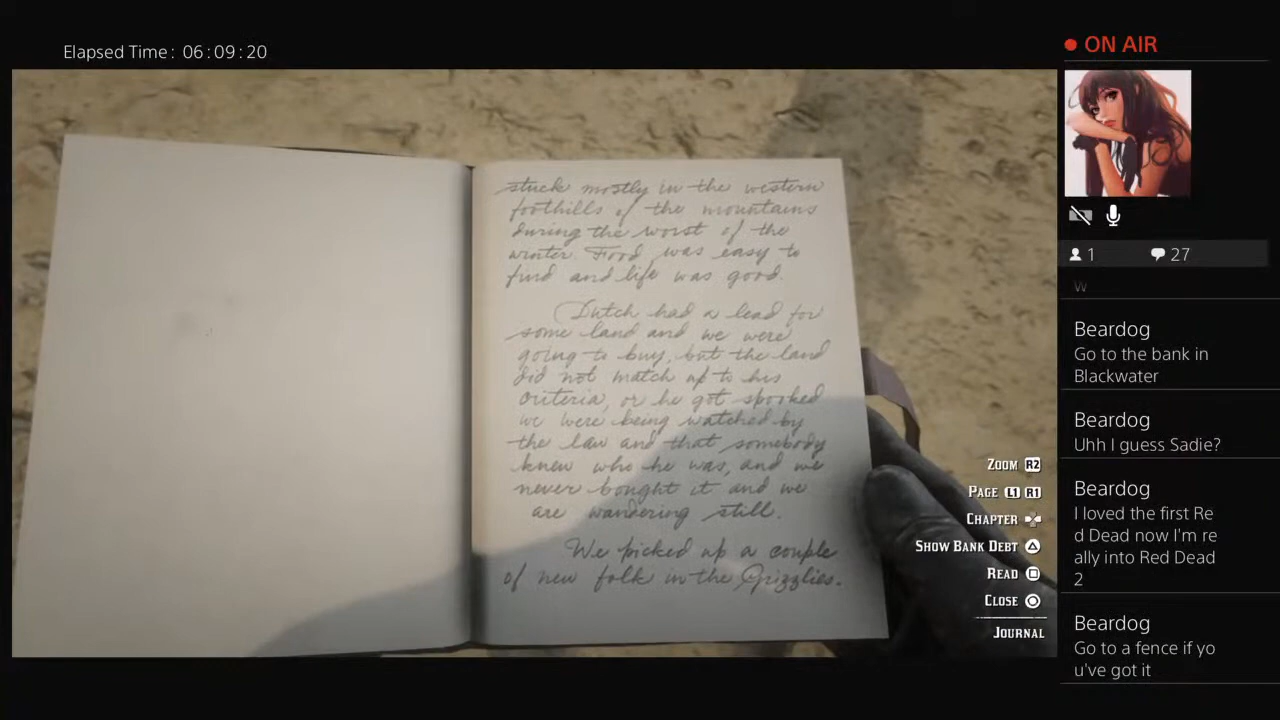 Elapsed Time: 06:09:20
ON AIR
1
27
w
Beardog
Go to the bank in
Blackwater
Beardog
Uhh I guess Sadie?
Beardog
I loved the first Re
d Dead now I'm re
ally into Red Dead
2
Beardog
Go to a fence if yo
u've got it
stuck mostly in the western
foothills of the mountains
during the worst of the
winter. Food was easy to
find and life was good.
Dutch had a lead for
some land and we were
going to buy, but the land
did not match up to his
criteria, or he got spooked
we were being watched by
the law and that somebody
knew who he was, and we
never bought it and we
are wandering still.
We picked up a couple
of new folk in the Grizzlies.
ZOOM R2
PAGE L1 R1
CHAPTER
SHOW BANK DEBT
READ
CLOSE
JOURNAL